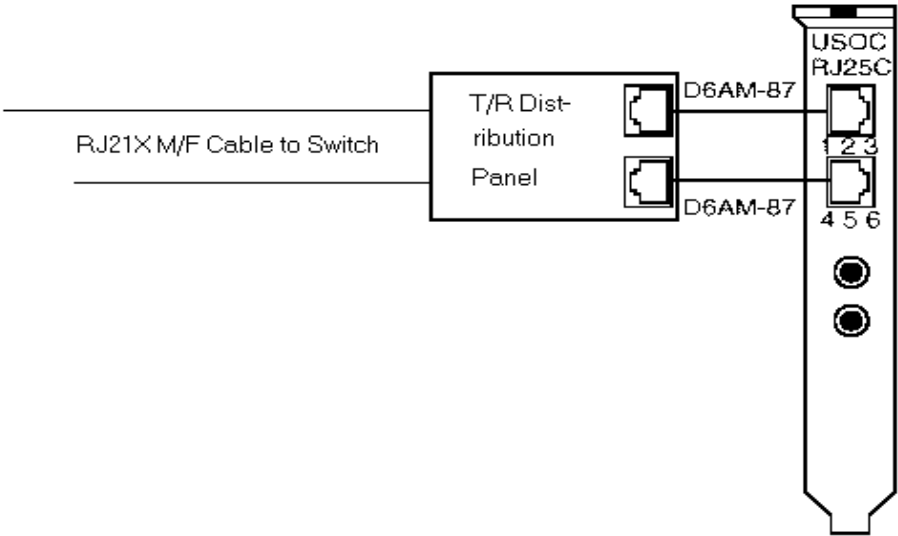 USOC
RJ25C
D6AM-87
T/R Dist-
ribution
Panel
RJ21X M/F Cable to Switch
1 2 3
D6AM-87
4 5 6